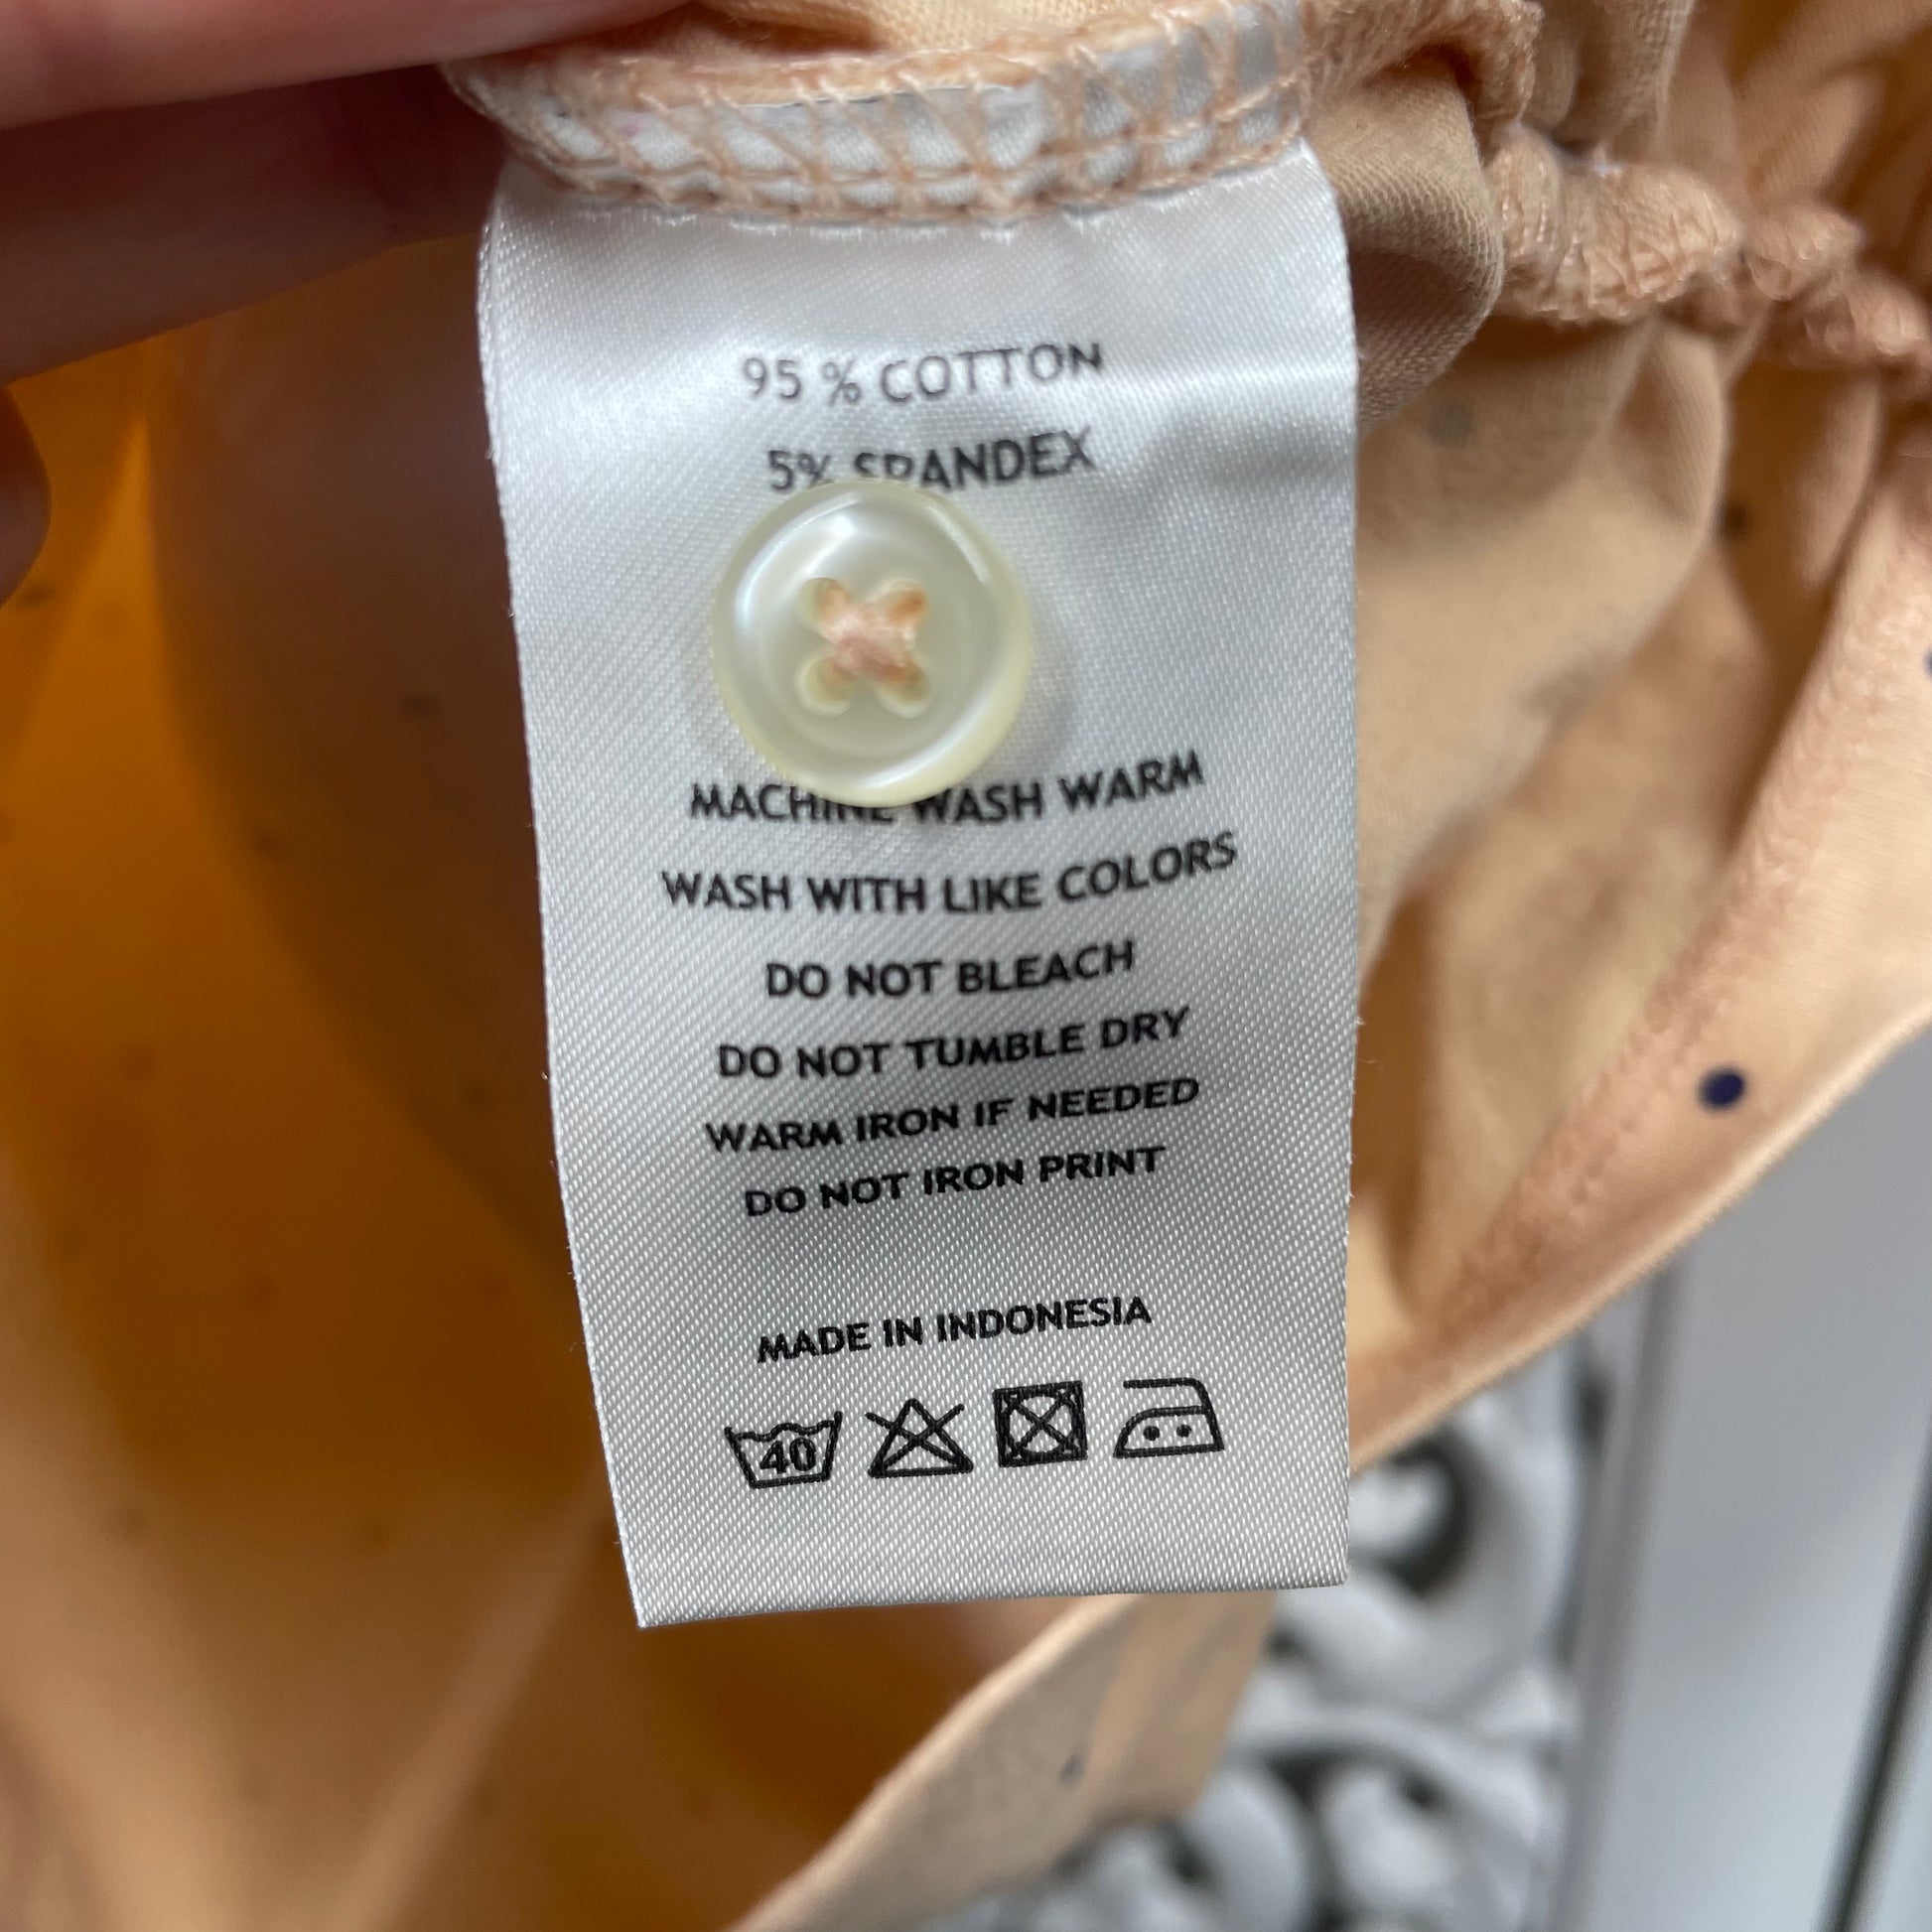 95 % COTTON
5% SPANDEX
MACHINE WASH WARM
WASH WITH LIKE COLORS
DO NOT BLEACH
DO NOT TUMBLE DRY
WARM IRON IF NEEDED
DO NOT IRON PRINT
MADE IN INDONESIA
40